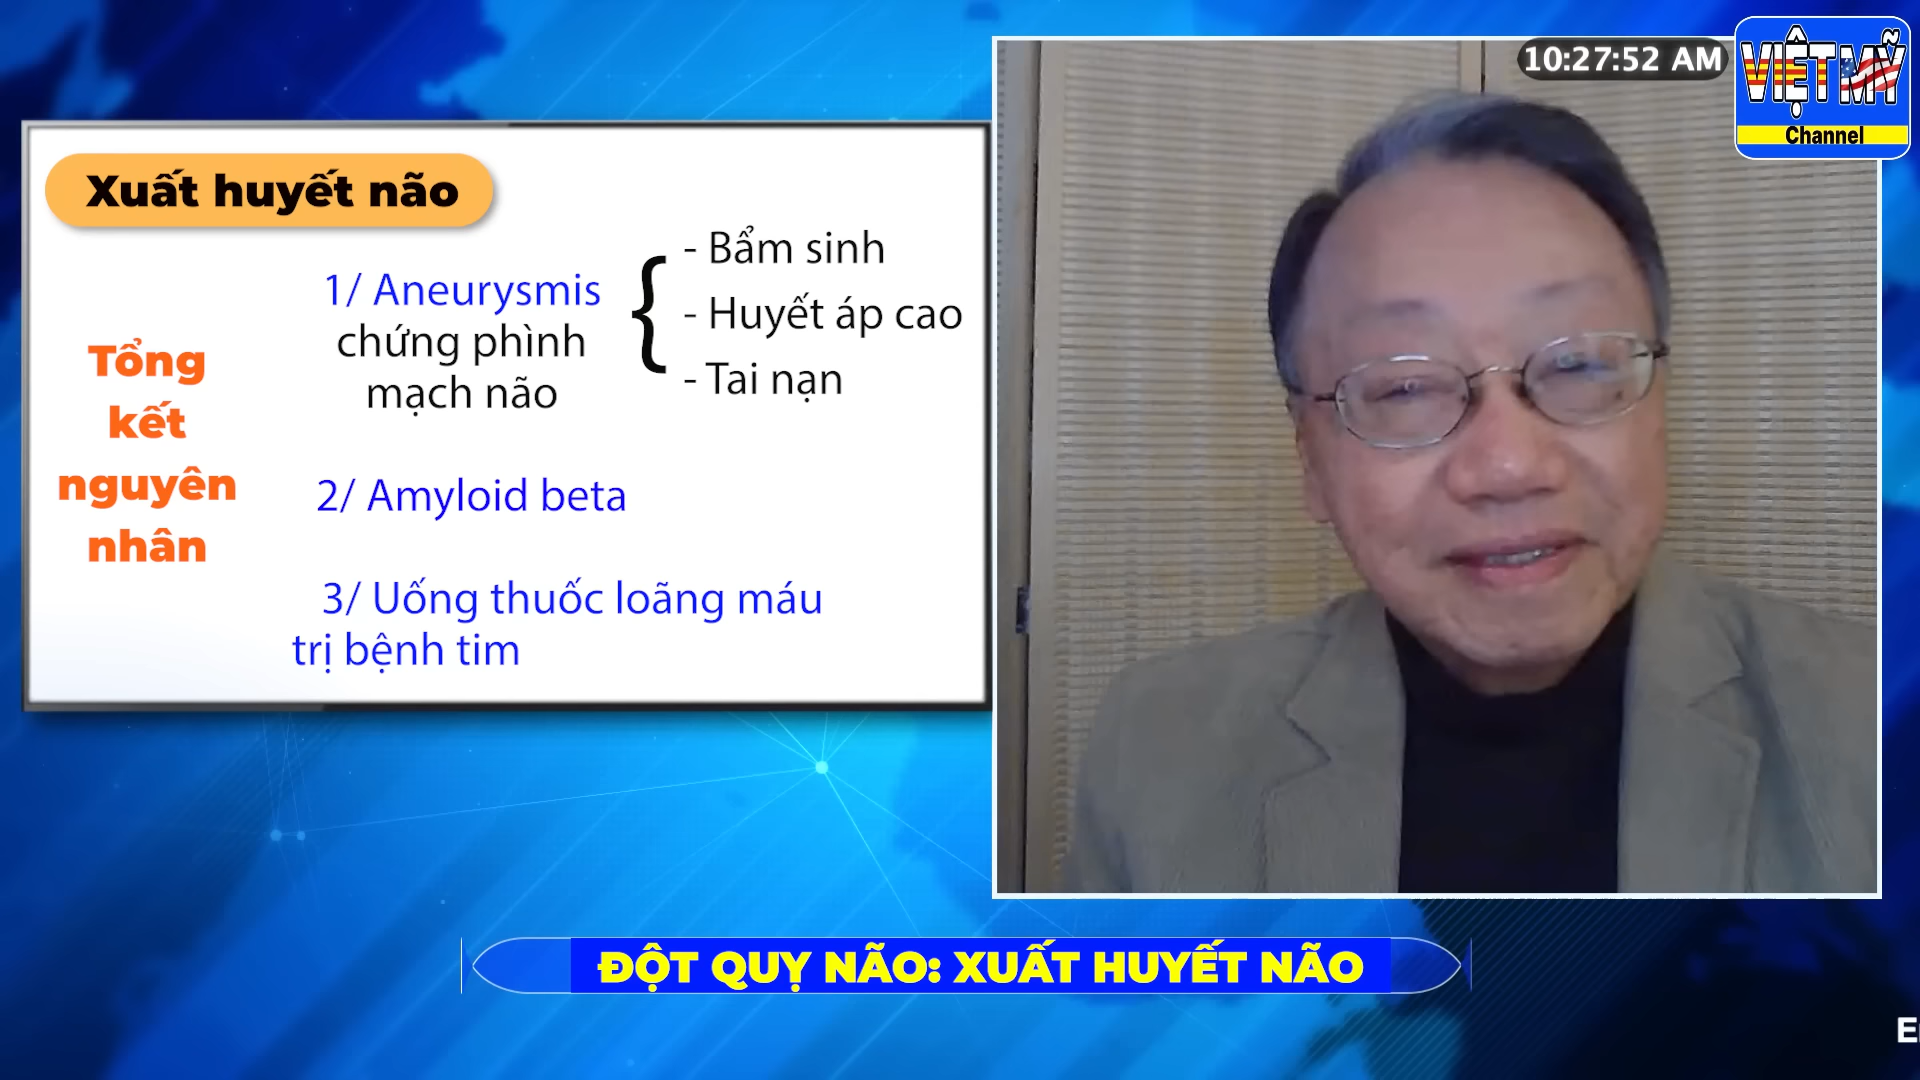 10:27:52 AM
VIỆT MỸ
Channel
Xuất huyết não
Tổng
kết
nguyên
nhân
1/ Aneurysmis
chứng phình
mạch não
- Bẩm sinh
- Huyết áp cao
- Tai nạn
2/ Amyloid beta
3/ Uống thuốc loãng máu
trị bệnh tim
ĐỘT QUỴ NÃO: XUẤT HUYẾT NÃO